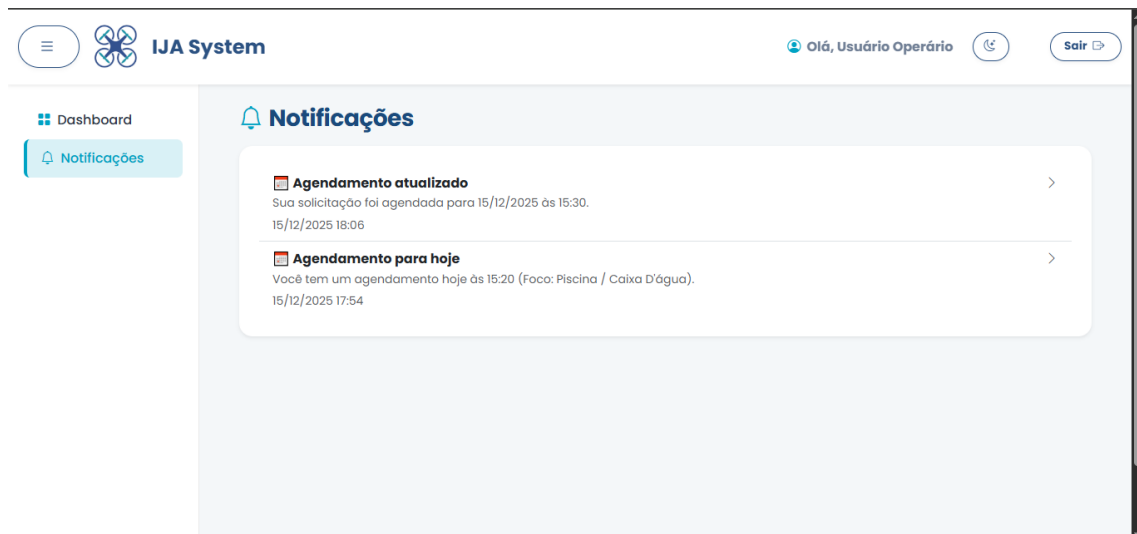 IJA System
Olá, Usuário Operário
Sair
Dashboard
Notificações
Notificações
Agendamento atualizado
Sua solicitação foi agendada para 15/12/2025 às 15:30.
15/12/2025 18:06
Agendamento para hoje
Você tem um agendamento hoje às 15:20 (Foco: Piscina / Caixa D'água).
15/12/2025 17:54